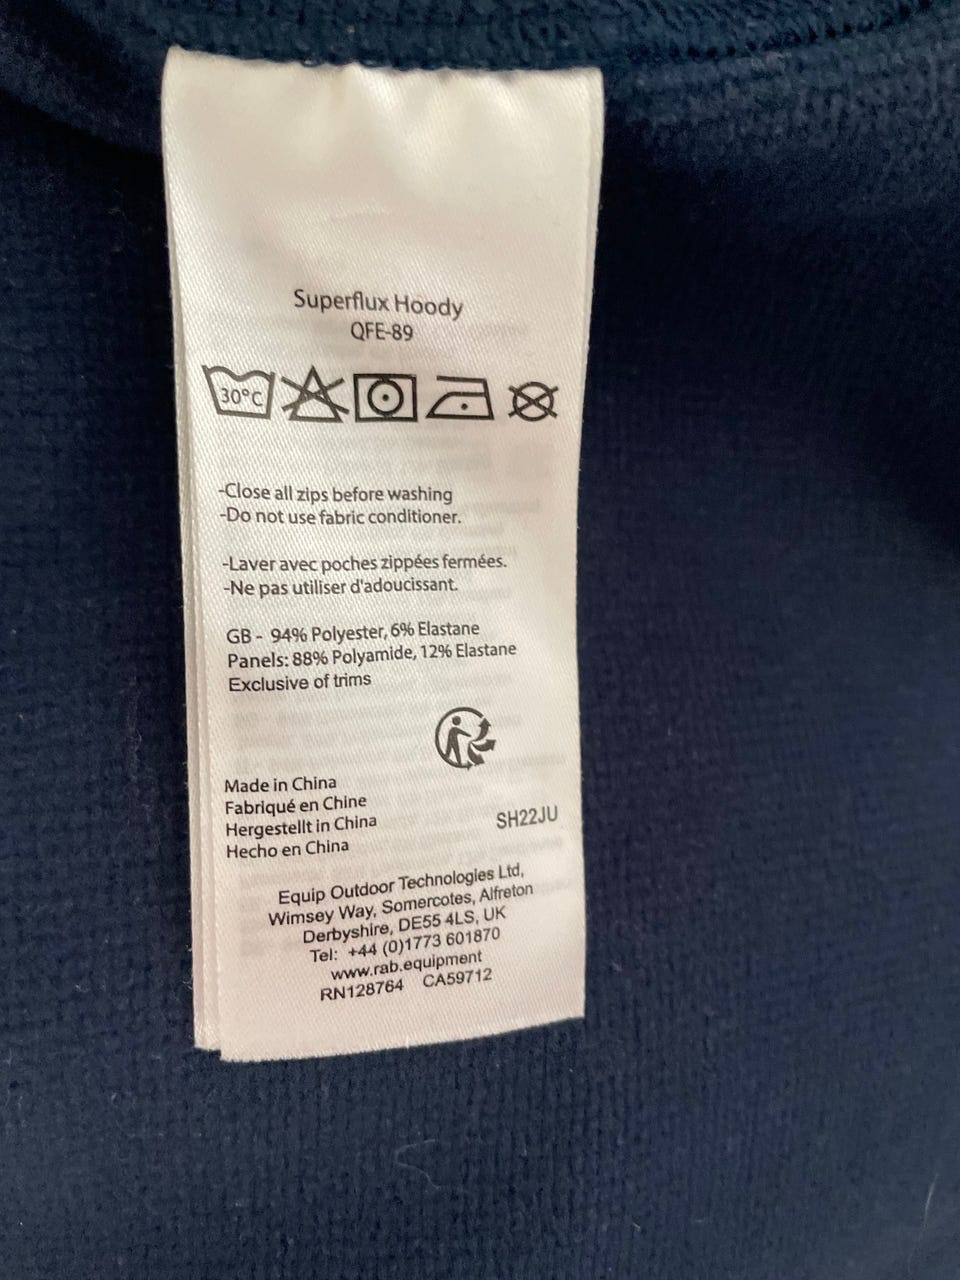 Superflux Hoody
QFE-89
30°C
-Close all zips before washing
-Do not use fabric conditioner.
-Laver avec poches zippées fermées.
-Ne pas utiliser d'adoucissant.
GB - 94% Polyester, 6% Elastane
Panels: 88% Polyamide, 12% Elastane
Exclusive of trims
Made in China
Fabriqué en Chine
Hergestellt in China
Hecho en China
SH22JU
Equip Outdoor Technologies Ltd,
Wimsey Way, Somercotes, Alfreton
Derbyshire, DE55 4LS, UK
Tel: +44 (0)1773 601870
www.rab.equipment
RN128764 CA59712